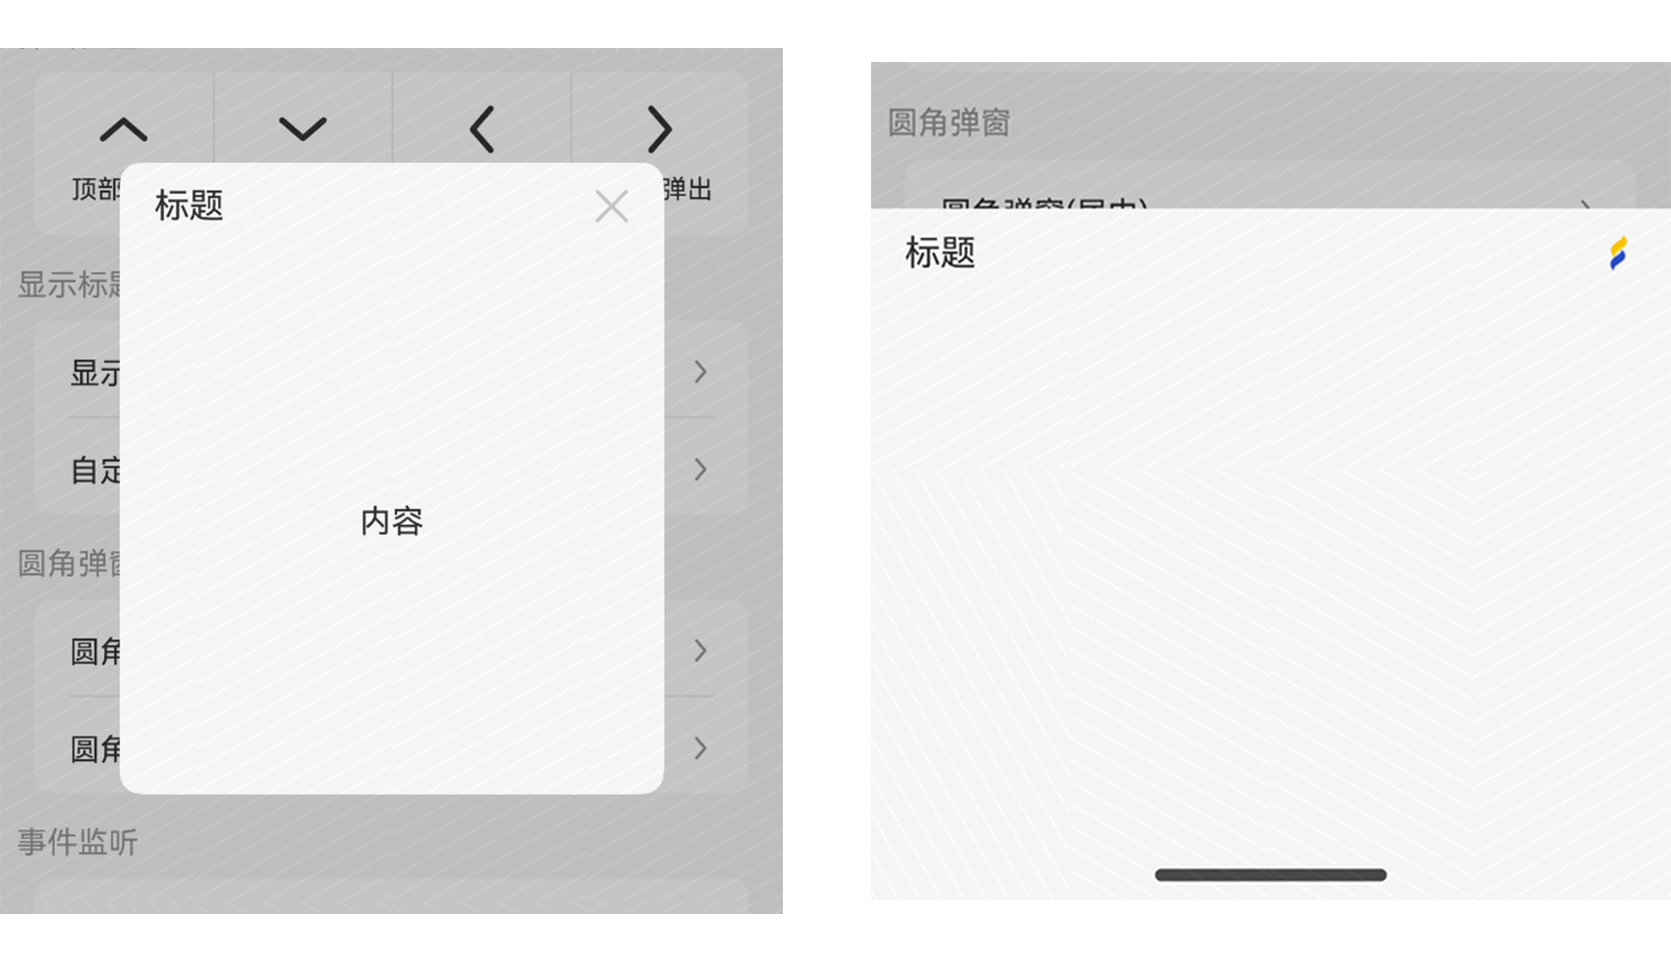 顶部
弹出
标题
显示标题
显示
自定
内容
圆角弹窗
圆角
圆角
事件监听
圆角弹窗
圆角弹窗(居中)
标题